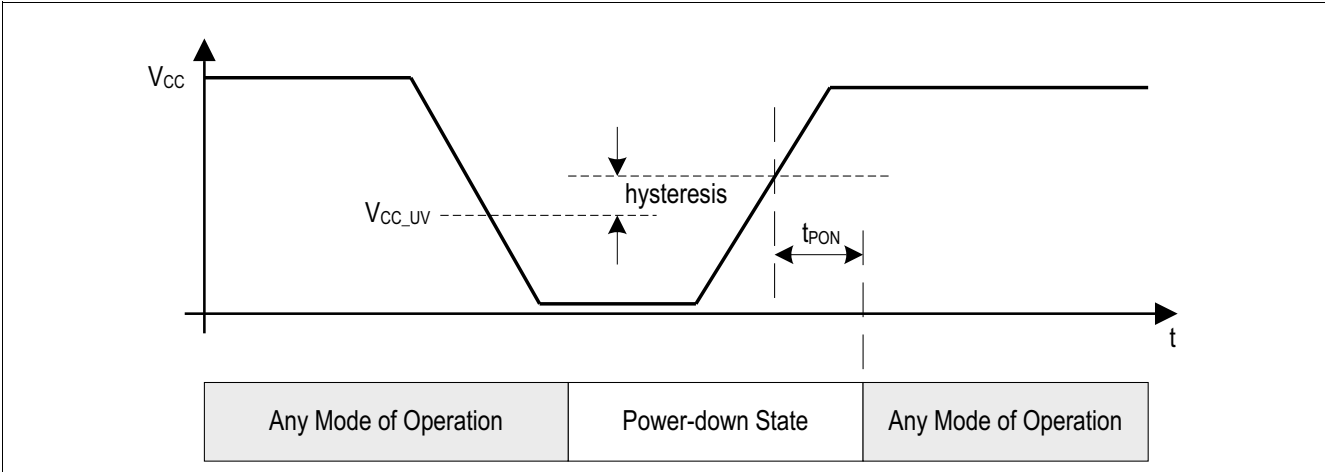 VCC
hysteresis
VCC_UV
tPON
t
Any Mode of Operation
Power-down State
Any Mode of Operation